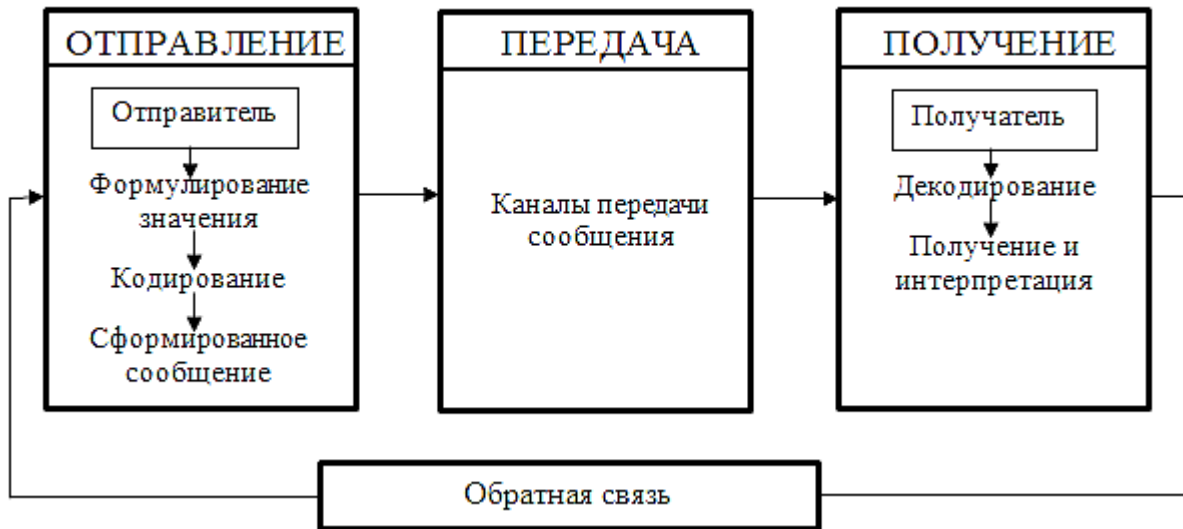 ОТПРАВЛЕНИЕ
Отправитель
Формулирование
значения
Кодирование
Сформированное
сообщение
ПЕРЕДАЧА
Каналы передачи
сообщения
ПОЛУЧЕНИЕ
Получатель
Декодирование
Получение и
интерпретация
Обратная связь